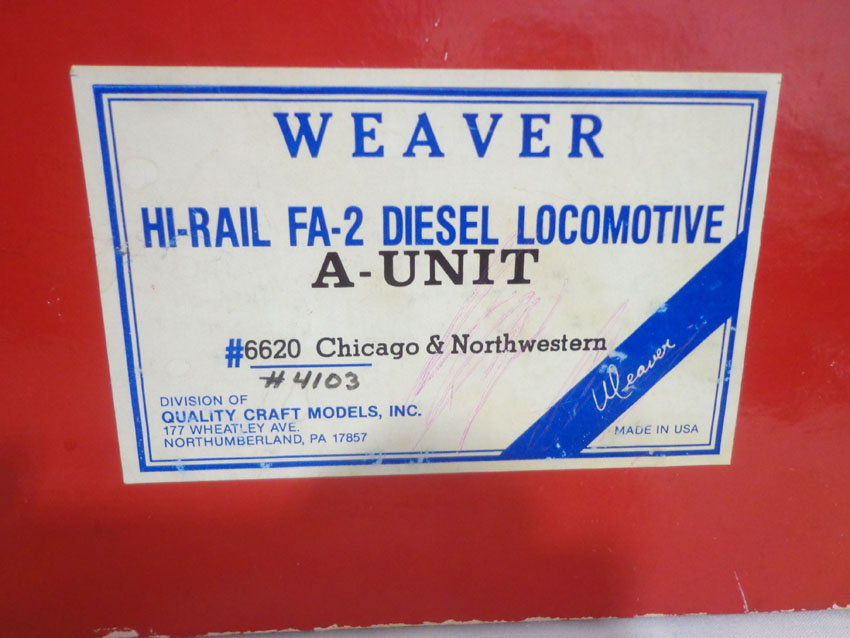 WEAVER
HI-RAIL FA-2 DIESEL LOCOMOTIVE
A-UNIT
#6620 Chicago & Northwestern
#4103
DIVISION OF
QUALITY CRAFT MODELS, INC.
177 WHEATLEY AVE.
NORTHUMBERLAND, PA 17857
Weaver
MADE IN USA